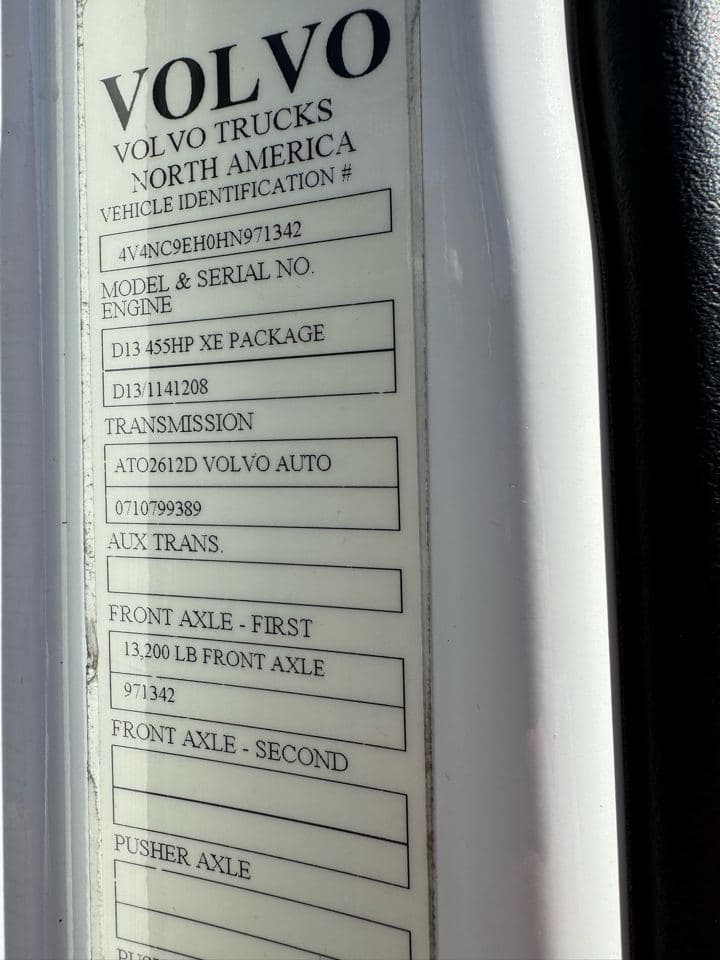 VOLVO
VOLVO TRUCKS
NORTH AMERICA
VEHICLE IDENTIFICATION #
4V4NC9EH0HN971342
MODEL & SERIAL NO.
ENGINE
D13 455HP XE PACKAGE
D13/1141208
TRANSMISSION
ATO2612D VOLVO AUTO
0710799389
AUX TRANS.
FRONT AXLE - FIRST
13,200 LB FRONT AXLE
971342
FRONT AXLE - SECOND
PUSHER AXLE